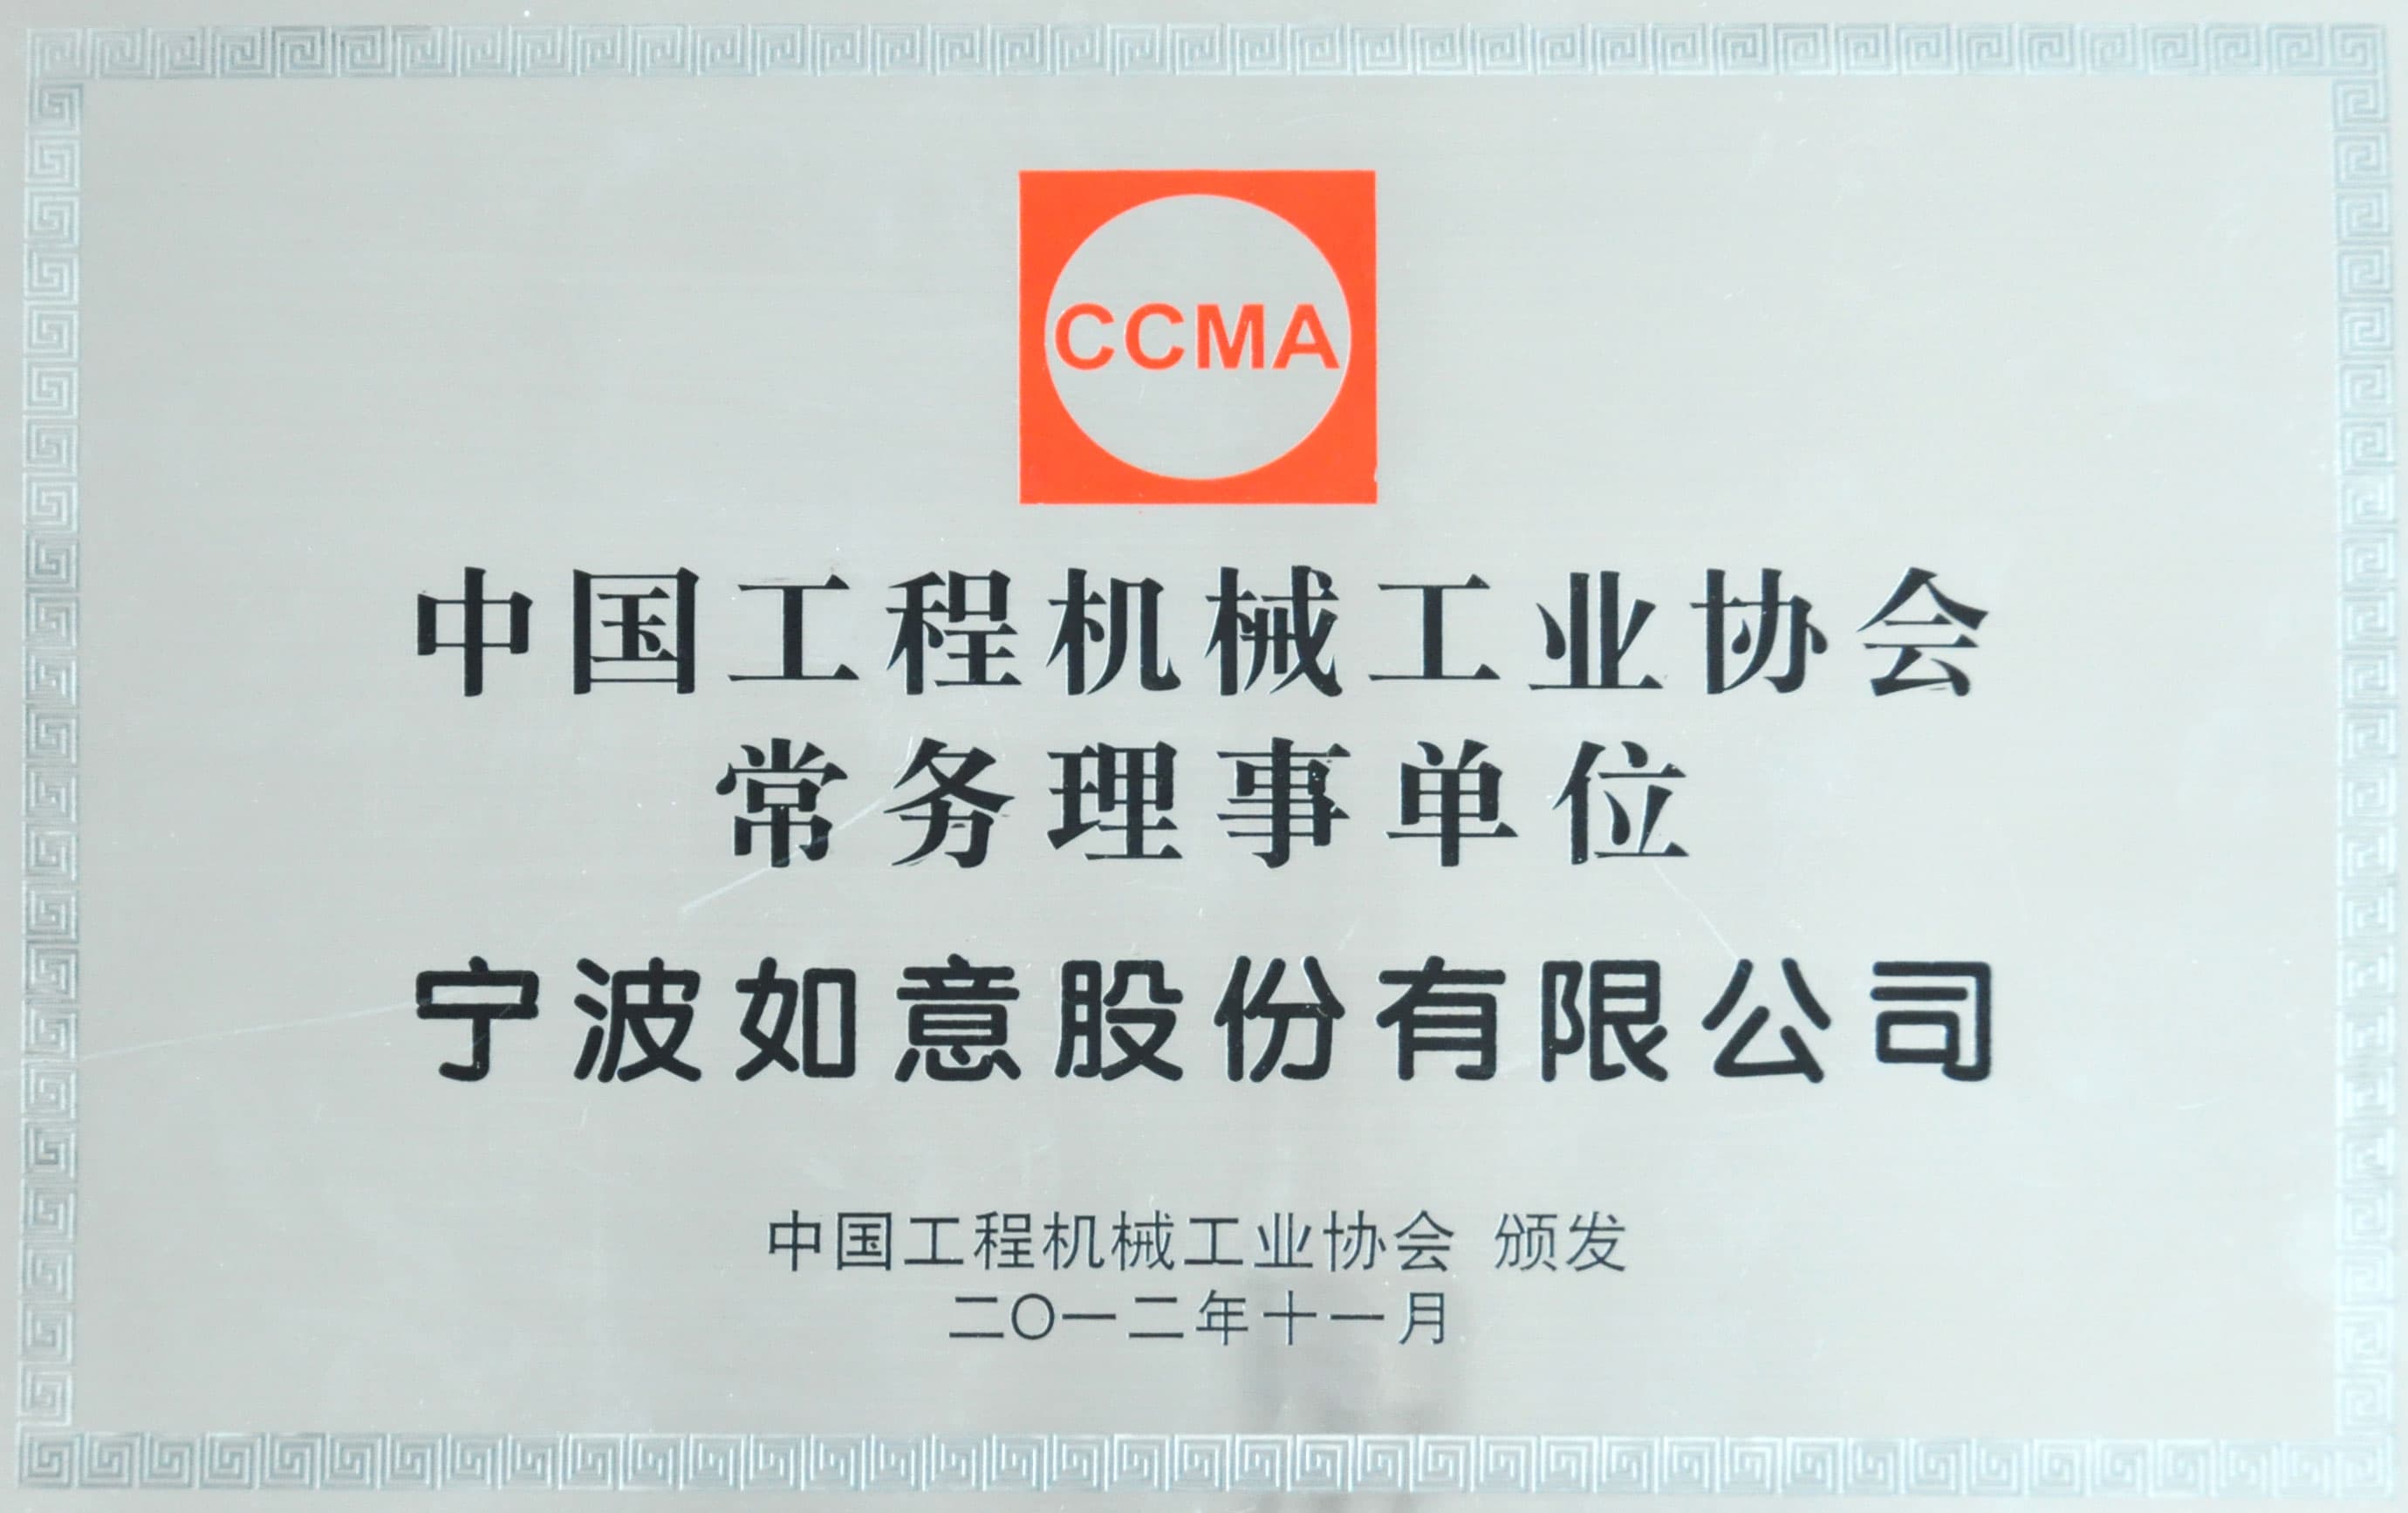 CCMA
中国工程机械工业协会
常务理事单位
宁波如意股份有限公司
中国工程机械工业协会 颁发
二〇一二年十一月